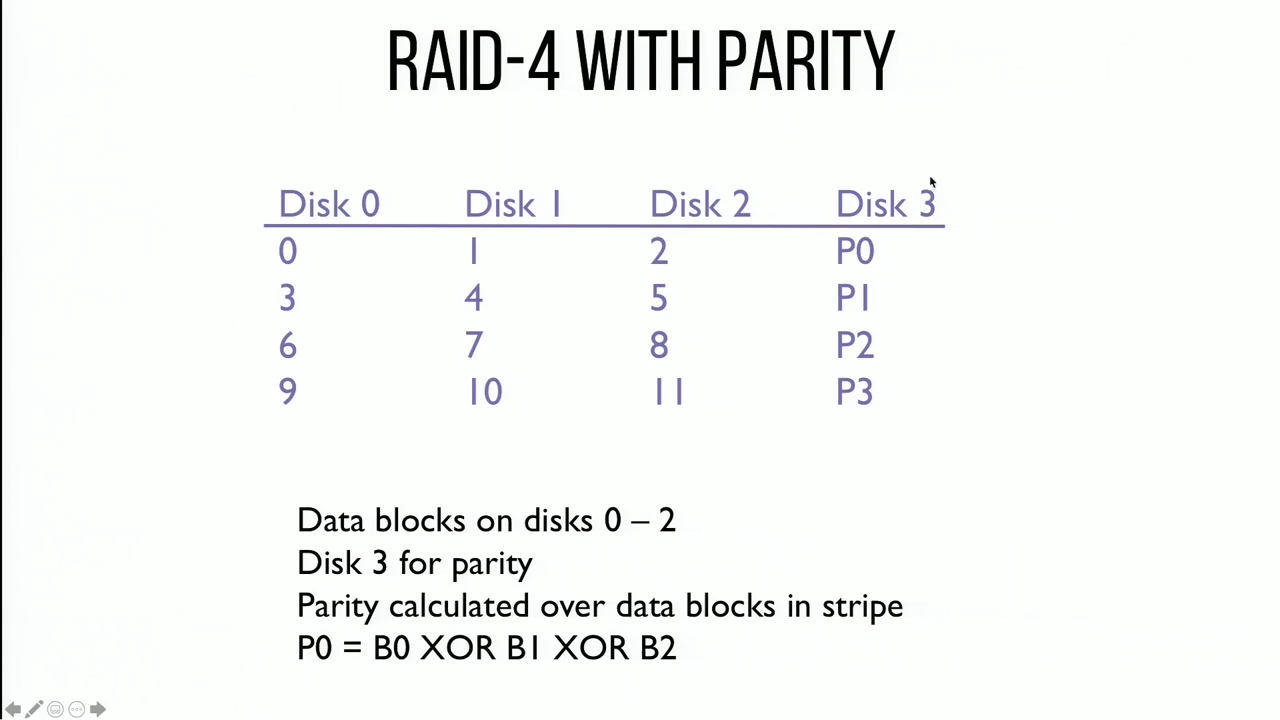 RAID-4 WITH PARITY
Disk 0 Disk 1 Disk 2 Disk 3
0 1 2 P0
3 4 5 P1
6 7 8 P2
9 10 11 P3
Data blocks on disks 0 – 2
Disk 3 for parity
Parity calculated over data blocks in stripe
P0 = B0 XOR B1 XOR B2